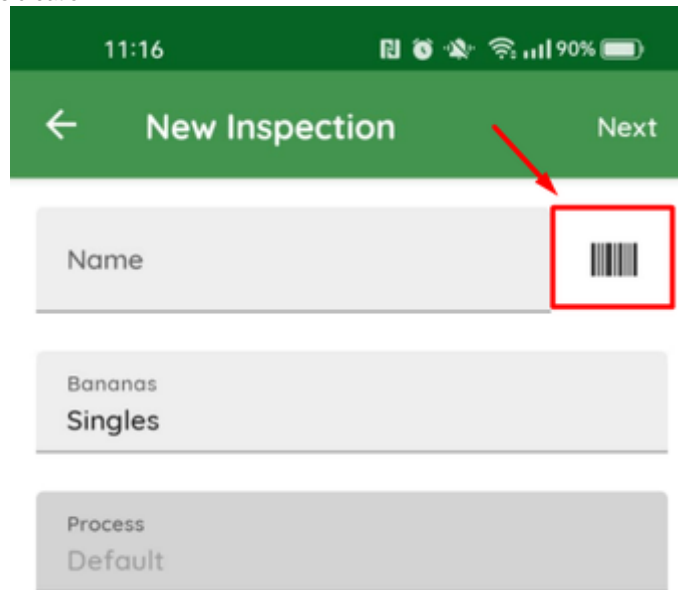 11:16 90%
New Inspection Next
Name
Bananas
Singles
Process
Default